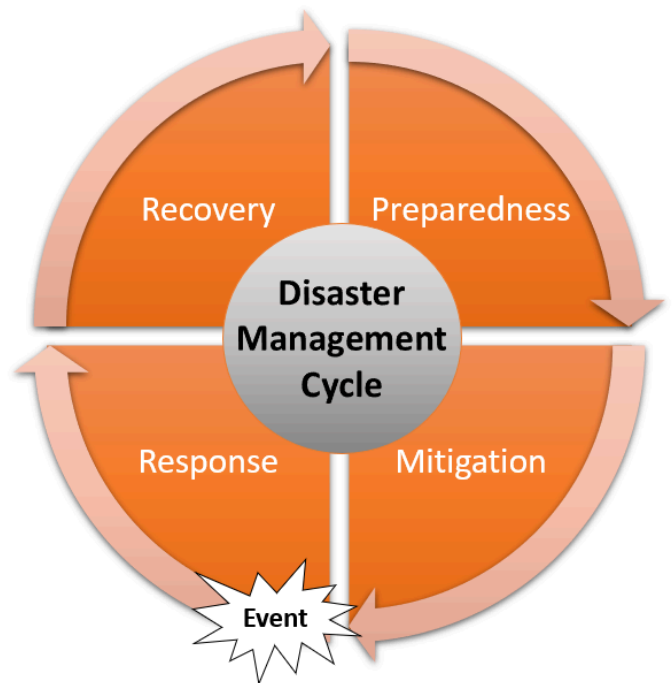 Recovery
Preparedness
Disaster
Management
Cycle
Response
Mitigation
Event